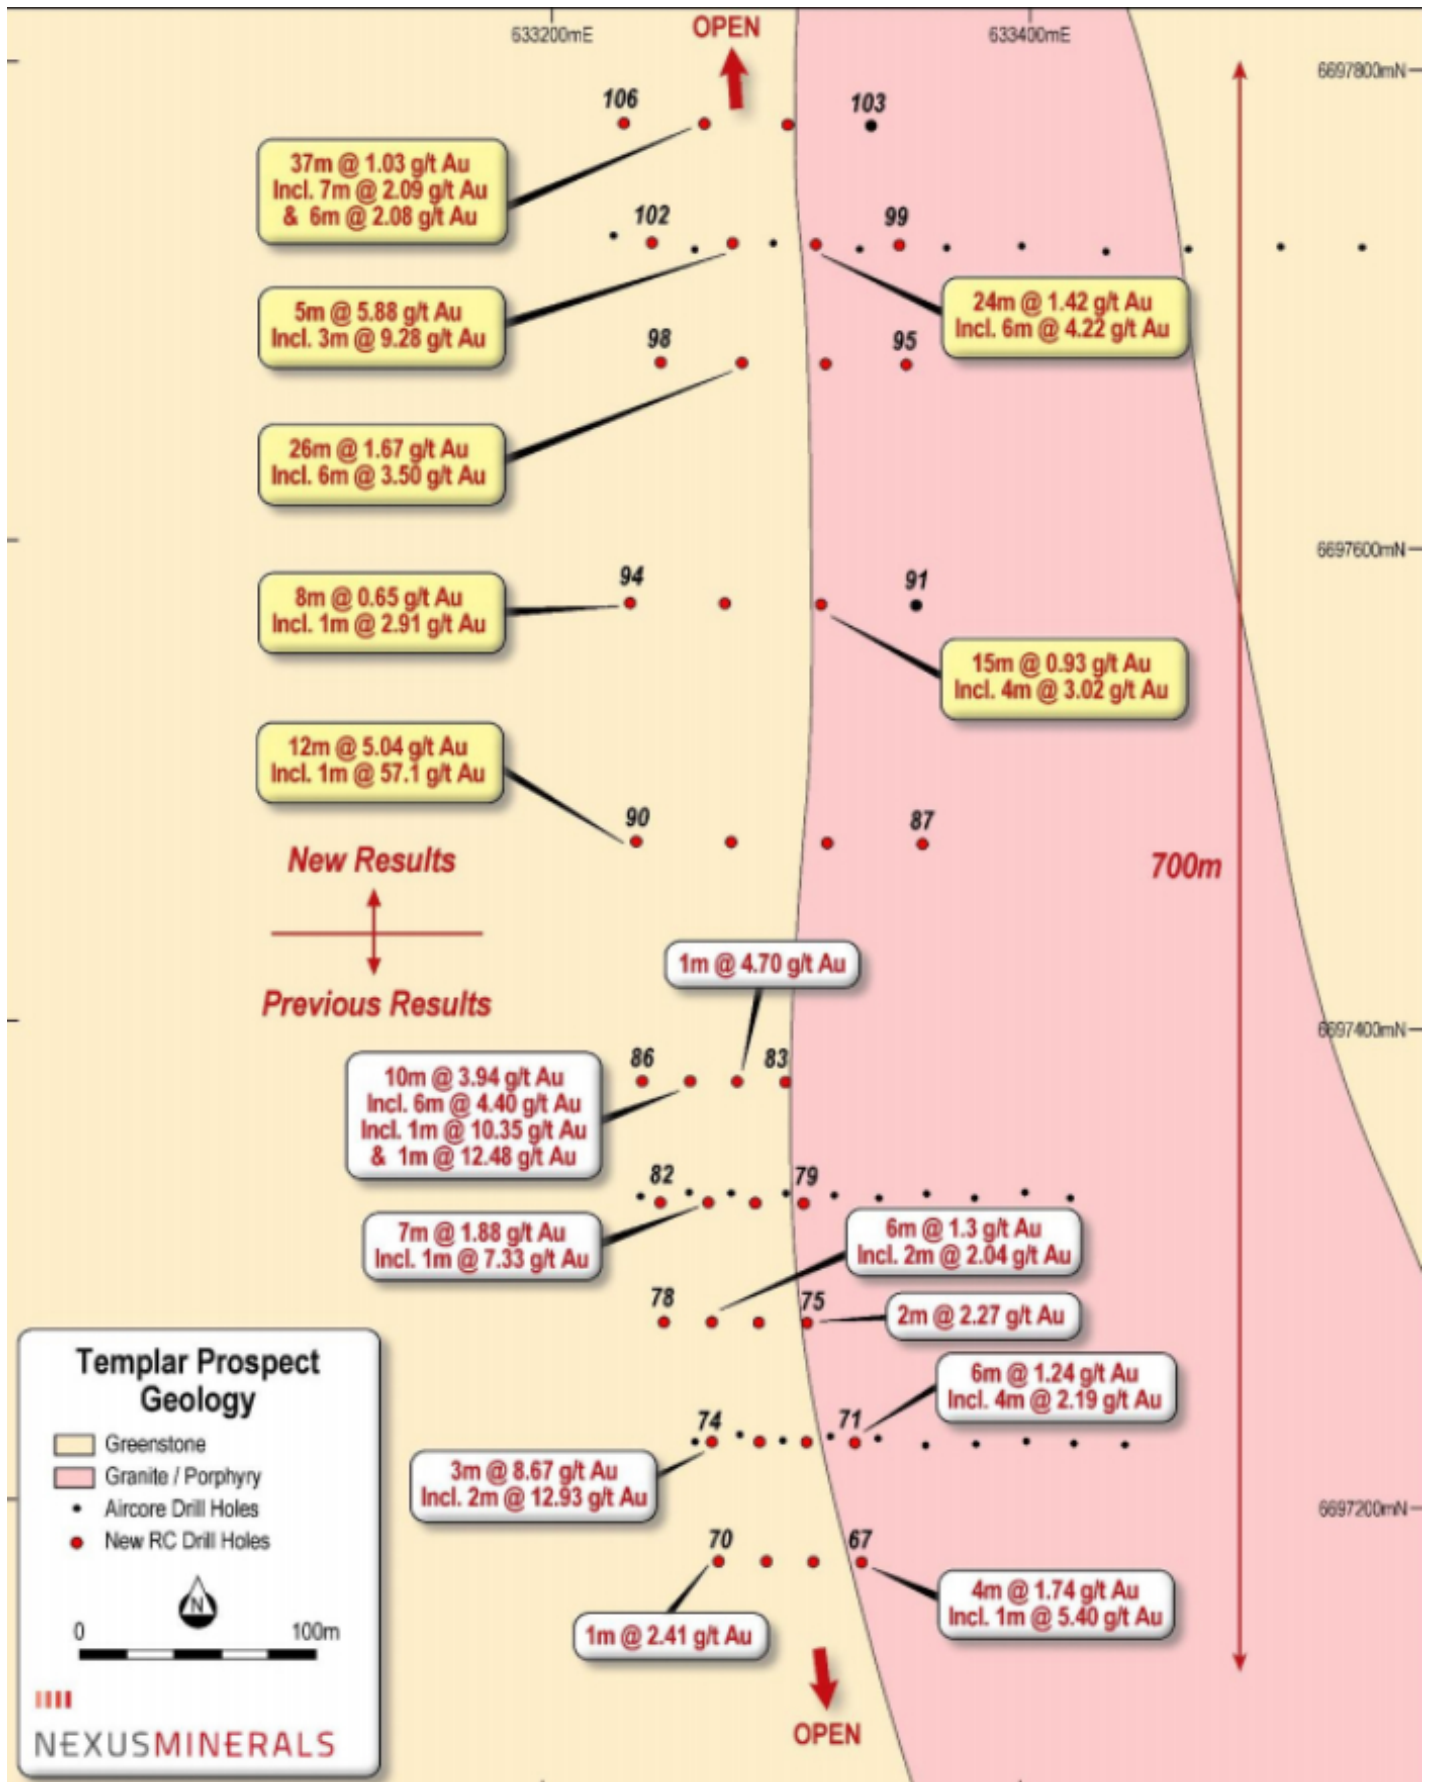 633200mE
OPEN
633400mE
6697800mN
106
103
37m @ 1.03 g/t Au
Incl. 7m @ 2.09 g/t Au
& 6m @ 2.08 g/t Au
102
99
5m @ 5.88 g/t Au
Incl. 3m @ 9.28 g/t Au
24m @ 1.42 g/t Au
Incl. 6m @ 4.22 g/t Au
98
95
26m @ 1.67 g/t Au
Incl. 6m @ 3.50 g/t Au
6697600mN
94
91
8m @ 0.65 g/t Au
Incl. 1m @ 2.91 g/t Au
15m @ 0.93 g/t Au
Incl. 4m @ 3.02 g/t Au
12m @ 5.04 g/t Au
Incl. 1m @ 57.1 g/t Au
90
87
New Results
700m
Previous Results
1m @ 4.70 g/t Au
6697400mN
86
83
10m @ 3.94 g/t Au
Incl. 6m @ 4.40 g/t Au
Incl. 1m @ 10.35 g/t Au
& 1m @ 12.48 g/t Au
82
79
7m @ 1.88 g/t Au
Incl. 1m @ 7.33 g/t Au
6m @ 1.3 g/t Au
Incl. 2m @ 2.04 g/t Au
78
75
2m @ 2.27 g/t Au
6m @ 1.24 g/t Au
Incl. 4m @ 2.19 g/t Au
74
71
3m @ 8.67 g/t Au
Incl. 2m @ 12.93 g/t Au
6697200mN
70
67
4m @ 1.74 g/t Au
Incl. 1m @ 5.40 g/t Au
1m @ 2.41 g/t Au
OPEN
Templar Prospect
Geology
Greenstone
Granite / Porphyry
Aircore Drill Holes
New RC Drill Holes
N
0 100m
NEXUSMINERALS